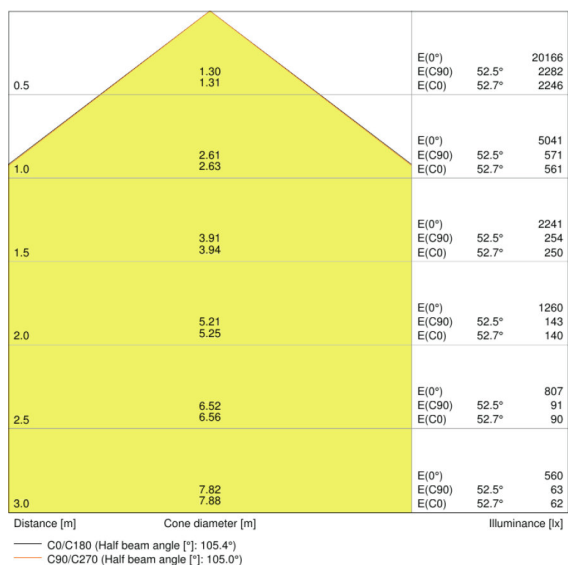 E(0°) 20166
1.30 E(C90) 52.5° 2282
0.5 1.31 E(C0) 52.7° 2246
E(0°) 5041
2.61 E(C90) 52.5° 571
1.0 2.63 E(C0) 52.7° 561
E(0°) 2241
3.91 E(C90) 52.5° 254
1.5 3.94 E(C0) 52.7° 250
E(0°) 1260
5.21 E(C90) 52.5° 143
2.0 5.25 E(C0) 52.7° 140
E(0°) 807
6.52 E(C90) 52.5° 91
2.5 6.56 E(C0) 52.7° 90
E(0°) 560
7.82 E(C90) 52.5° 63
3.0 7.88 E(C0) 52.7° 62
Distance [m] Cone diameter [m] Illuminance [lx]
C0/C180 (Half beam angle [°]: 105.4°)
C90/C270 (Half beam angle [°]: 105.0°)